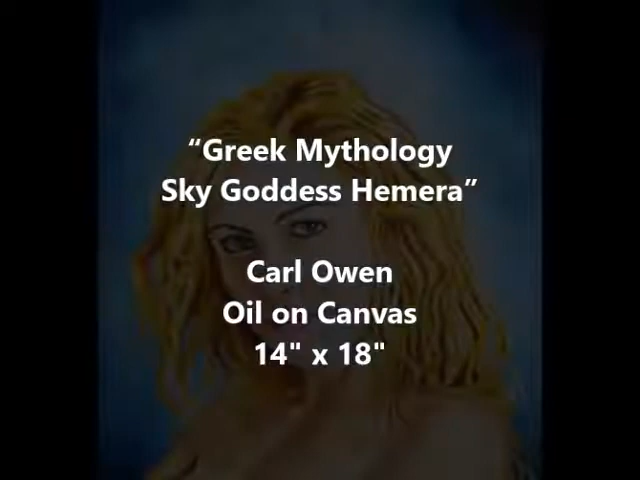 “Greek Mythology
Sky Goddess Hemera”
Carl Owen
Oil on Canvas
14" x 18"